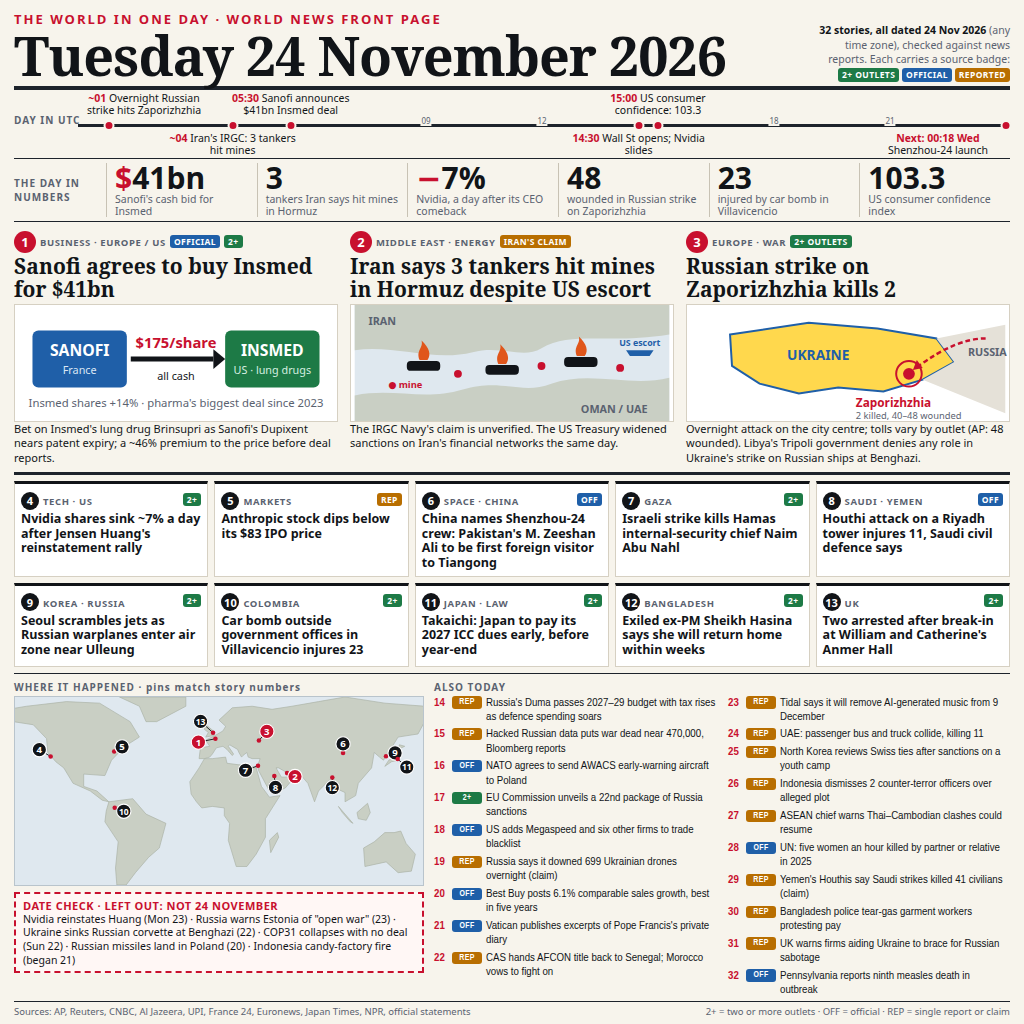 THE WORLD IN ONE DAY · WORLD NEWS FRONT PAGE
Tuesday 24 November 2026
32 stories, all dated 24 Nov 2026 (any
time zone), checked against news
reports. Each carries a source badge:
2+ OUTLETS OFFICIAL REPORTED
DAY IN UTC
~01 Overnight Russian
strike hits Zaporizhzhia
05:30 Sanofi announces
$41bn Insmed deal
15:00 US consumer
confidence: 103.3
09
12
18
21
~04 Iran's IRGC: 3 tankers
hit mines
14:30 Wall St opens; Nvidia
slides
Next: 00:18 Wed
Shenzhou-24 launch
THE DAY IN
NUMBERS
$41bn
Sanofi's cash bid for
Insmed
3
tankers Iran says hit mines
in Hormuz
−7%
Nvidia, a day after its CEO
comeback
48
wounded in Russian strike
on Zaporizhzhia
23
injured by car bomb in
Villavicencio
103.3
US consumer confidence
index
1 BUSINESS · EUROPE / US OFFICIAL 2+
Sanofi agrees to buy Insmed
for $41bn
SANOFI
France
$175/share
all cash
INSMED
US · lung drugs
Insmed shares +14% · pharma's biggest deal since 2023
Bet on Insmed's lung drug Brinsupri as Sanofi's Dupixent
nears patent expiry; a ~46% premium to the price before deal
reports.
2 MIDDLE EAST · ENERGY IRAN'S CLAIM
Iran says 3 tankers hit mines
in Hormuz despite US escort
IRAN
US escort
mine
OMAN / UAE
The IRGC Navy's claim is unverified. The US Treasury widened
sanctions on Iran's financial networks the same day.
3 EUROPE · WAR 2+ OUTLETS
Russian strike on
Zaporizhzhia kills 2
UKRAINE
RUSSIA
Zaporizhzhia
2 killed, 40–48 wounded
Overnight attack on the city centre; tolls vary by outlet (AP: 48
wounded). Libya's Tripoli government denies any role in
Ukraine's strike on Russian ships at Benghazi.
4 TECH · US 2+
Nvidia shares sink ~7% a day
after Jensen Huang's
reinstatement rally
5 MARKETS REP
Anthropic stock dips below
its $83 IPO price
6 SPACE · CHINA OFF
China names Shenzhou-24
crew: Pakistan's M. Zeeshan
Ali to be first foreign visitor
to Tiangong
7 GAZA 2+
Israeli strike kills Hamas
internal-security chief Naim
Abu Nahl
8 SAUDI · YEMEN OFF
Houthi attack on a Riyadh
tower injures 11, Saudi civil
defence says
9 KOREA · RUSSIA 2+
Seoul scrambles jets as
Russian warplanes enter air
zone near Ulleung
10 COLOMBIA 2+
Car bomb outside
government offices in
Villavicencio injures 23
11 JAPAN · LAW 2+
Takaichi: Japan to pay its
2027 ICC dues early, before
year-end
12 BANGLADESH 2+
Exiled ex-PM Sheikh Hasina
says she will return home
within weeks
13 UK 2+
Two arrested after break-in
at William and Catherine's
Anmer Hall
WHERE IT HAPPENED · pins match story numbers
13
3
1
4
5
6
9
11
7
2
8
12
10
DATE CHECK · LEFT OUT: NOT 24 NOVEMBER
Nvidia reinstates Huang (Mon 23) · Russia warns Estonia of "open war" (23) ·
Ukraine sinks Russian corvette at Benghazi (22) · COP31 collapses with no deal
(Sun 22) · Russian missiles land in Poland (20) · Indonesia candy-factory fire
(began 21)
ALSO TODAY
14 REP Russia's Duma passes 2027–29 budget with tax rises
as defence spending soars
15 REP Hacked Russian data puts war dead near 470,000,
Bloomberg reports
16 OFF NATO agrees to send AWACS early-warning aircraft
to Poland
17 2+ EU Commission unveils a 22nd package of Russia
sanctions
18 OFF US adds Megaspeed and six other firms to trade
blacklist
19 REP Russia says it downed 699 Ukrainian drones
overnight (claim)
20 OFF Best Buy posts 6.1% comparable sales growth, best
in five years
21 OFF Vatican publishes excerpts of Pope Francis's private
diary
22 REP CAS hands AFCON title back to Senegal; Morocco
vows to fight on
23 REP Tidal says it will remove AI-generated music from 9
December
24 REP UAE: passenger bus and truck collide, killing 11
25 REP North Korea reviews Swiss ties after sanctions on a
youth camp
26 REP Indonesia dismisses 2 counter-terror officers over
alleged plot
27 REP ASEAN chief warns Thai–Cambodian clashes could
resume
28 OFF UN: five women an hour killed by partner or relative
in 2025
29 REP Yemen's Houthis say Saudi strikes killed 41 civilians
(claim)
30 REP Bangladesh police tear-gas garment workers
protesting pay
31 REP UK warns firms aiding Ukraine to brace for Russian
sabotage
32 OFF Pennsylvania reports ninth measles death in
outbreak
Sources: AP, Reuters, CNBC, Al Jazeera, UPI, France 24, Euronews, Japan Times, NPR, official statements
2+ = two or more outlets · OFF = official · REP = single report or claim